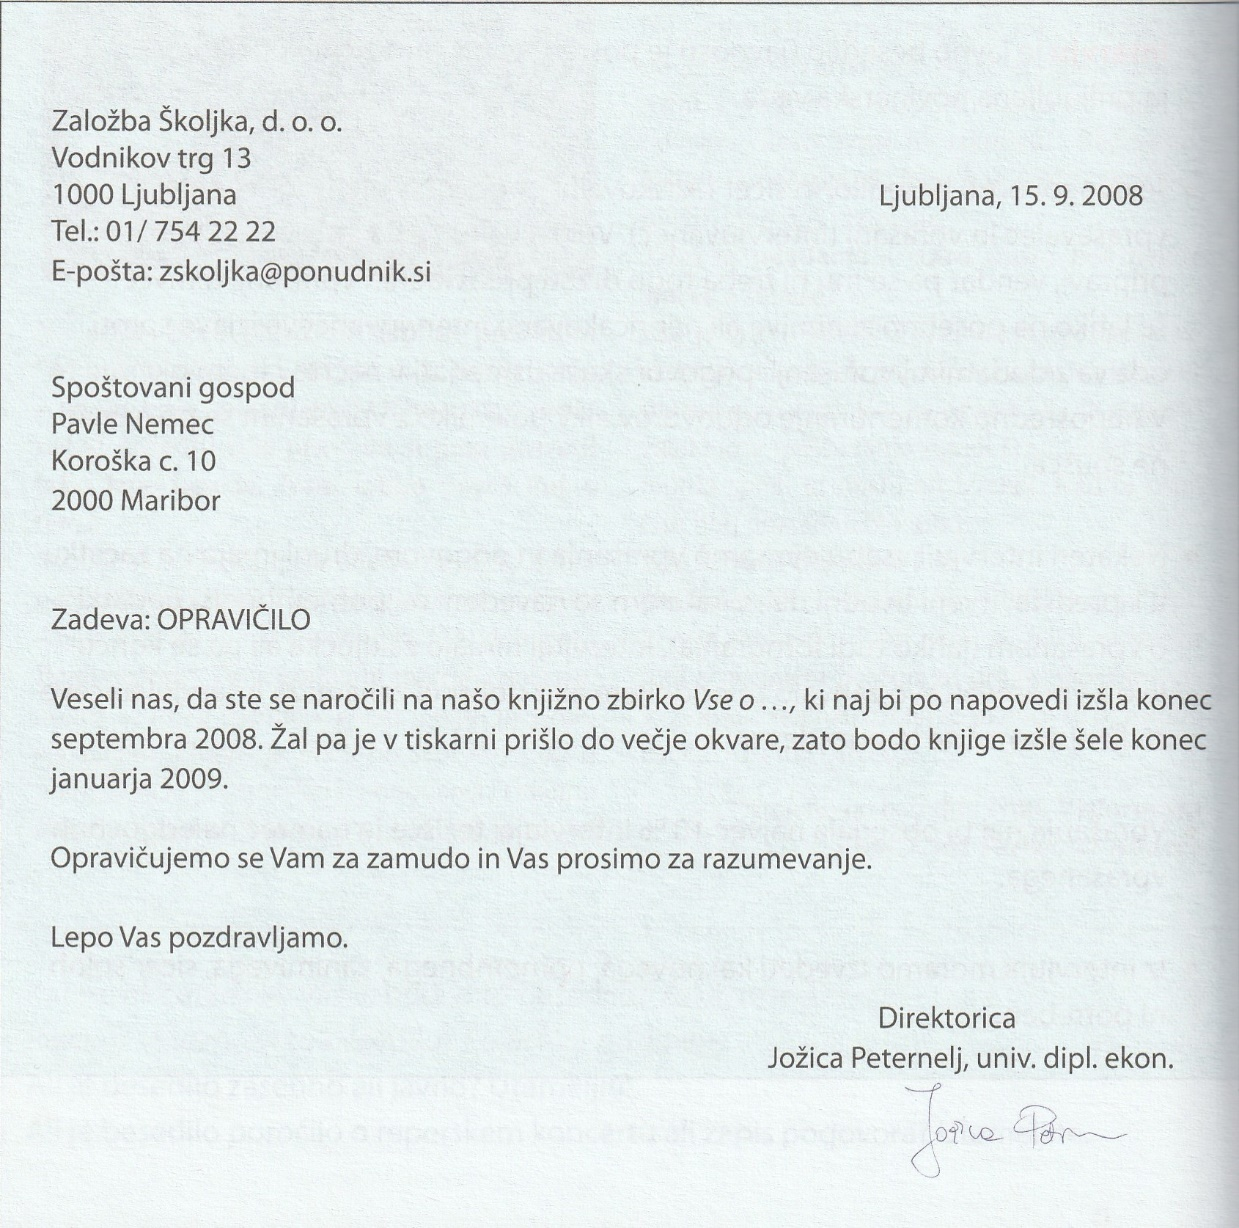 Založba Školjka, d. o. o.
Vodnikov trg 13
1000 Ljubljana
Ljubljana, 15. 9. 2008
Tel.: 01/ 754 22 22
E-pošta: zskoljka@ponudnik.si
Spoštovani gospod
Pavle Nemec
Koroška c. 10
2000 Maribor
Zadeva: OPRAVIČILO
Veseli nas, da ste se naročili na našo knjižno zbirko Vse o …, ki naj bi po napovedi izšla konec
septembra 2008. Žal pa je v tiskarni prišlo do večje okvare, zato bodo knjige izšle šele konec
januarja 2009.
Opravičujemo se Vam za zamudo in Vas prosimo za razumevanje.
Lepo Vas pozdravljamo.
Direktorica
Jožica Peternelj, univ. dipl. ekon.